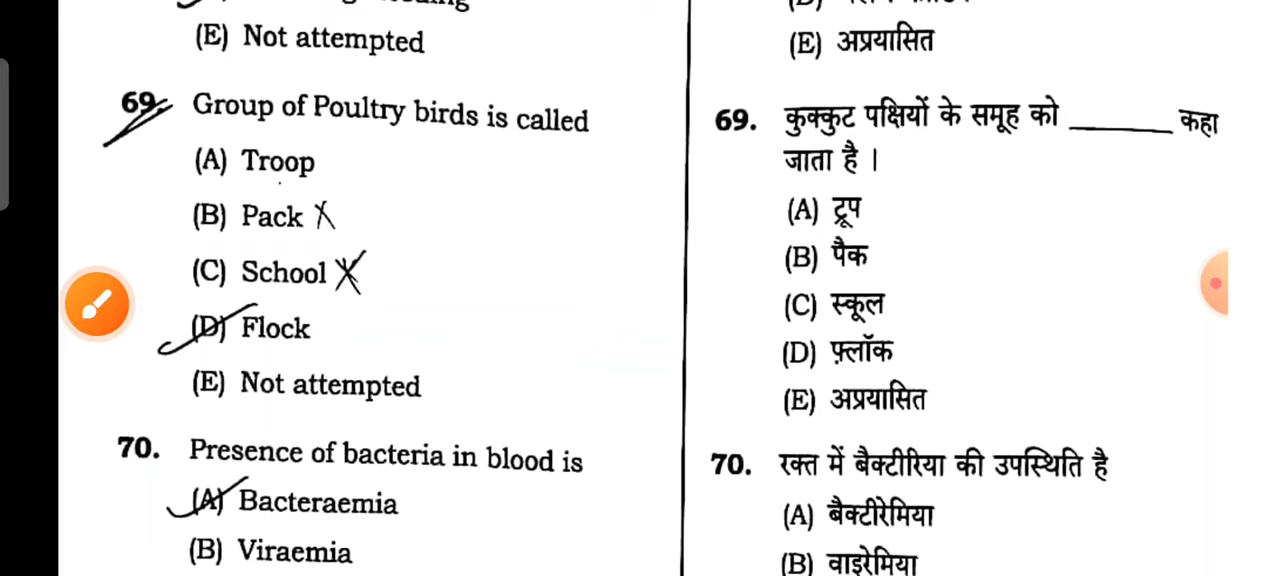 (E) Not attempted
69. Group of Poultry birds is called
(A) Troop
(B) Pack
(C) School
(D) Flock
(E) Not attempted
70. Presence of bacteria in blood is
(A) Bacteraemia
(B) Viraemia
(E) अप्रयासित
69. कुक्कुट पक्षियों के समूह को ______ कहा
जाता है ।
(A) ट्रूप
(B) पैक
(C) स्कूल
(D) फ़्लॉक
(E) अप्रयासित
70. रक्त में बैक्टीरिया की उपस्थिति है
(A) बैक्टीरेमिया
(B) वाइरेमिया